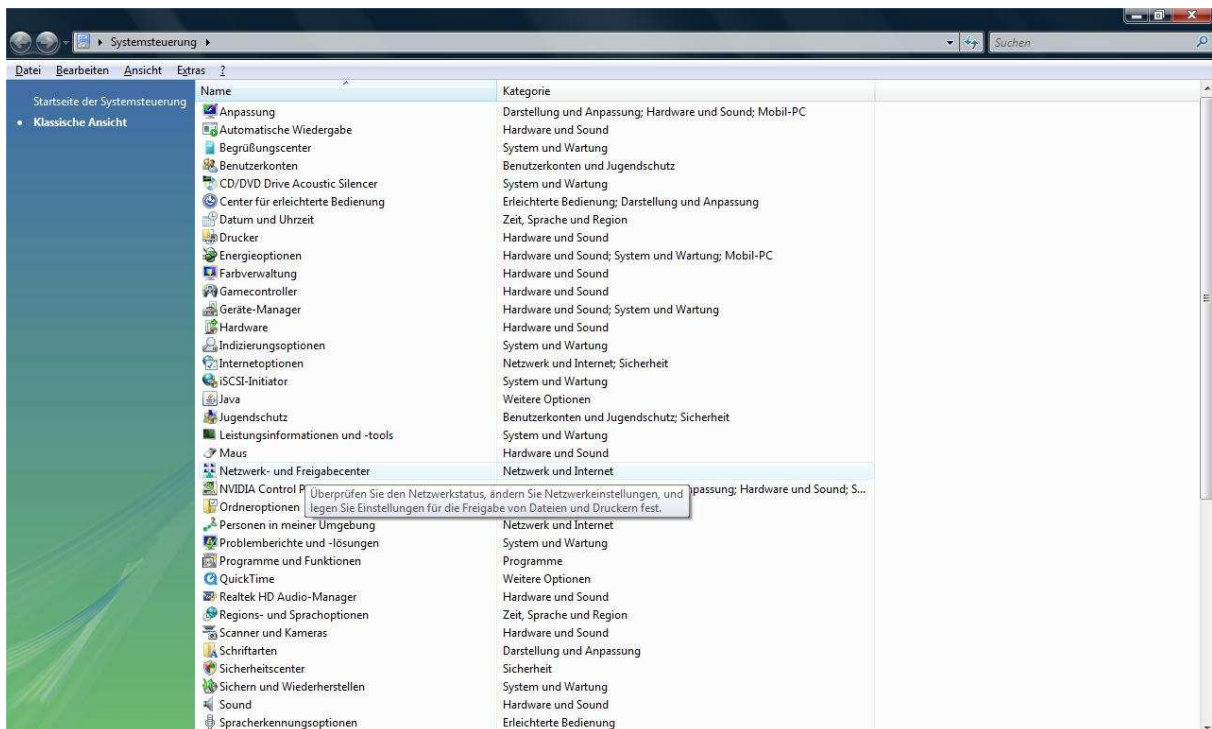 Systemsteuerung
Suchen
Datei Bearbeiten Ansicht Extras ?
Startseite der Systemsteuerung
Klassische Ansicht
Name Kategorie
Anpassung Darstellung und Anpassung; Hardware und Sound; Mobil-PC
Automatische Wiedergabe Hardware und Sound
Begrüßungscenter System und Wartung
Benutzerkonten Benutzerkonten und Jugendschutz
CD/DVD Drive Acoustic Silencer System und Wartung
Center für erleichterte Bedienung Erleichterte Bedienung; Darstellung und Anpassung
Datum und Uhrzeit Zeit, Sprache und Region
Drucker Hardware und Sound
Energieoptionen Hardware und Sound; System und Wartung; Mobil-PC
Farbverwaltung Hardware und Sound
Gamecontroller Hardware und Sound
Geräte-Manager Hardware und Sound; System und Wartung
Hardware Hardware und Sound
Indizierungsoptionen System und Wartung
Internetoptionen Netzwerk und Internet; Sicherheit
iSCSI-Initiator System und Wartung
Java Weitere Optionen
Jugendschutz Benutzerkonten und Jugendschutz; Sicherheit
Leistungsinformationen und -tools System und Wartung
Maus Hardware und Sound
Netzwerk- und Freigabecenter Netzwerk und Internet
NVIDIA Control P passung; Hardware und Sound; S...
Überprüfen Sie den Netzwerkstatus, ändern Sie Netzwerkeinstellungen, und
legen Sie Einstellungen für die Freigabe von Dateien und Druckern fest.
Ordneroptionen
Personen in meiner Umgebung Netzwerk und Internet
Problemberichte und -lösungen System und Wartung
Programme und Funktionen Programme
QuickTime Weitere Optionen
Realtek HD Audio-Manager Hardware und Sound
Regions- und Sprachoptionen Zeit, Sprache und Region
Scanner und Kameras Hardware und Sound
Schriftarten Darstellung und Anpassung
Sicherheitscenter Sicherheit
Sichern und Wiederherstellen System und Wartung
Sound Hardware und Sound
Spracherkennungsoptionen Erleichterte Bedienung